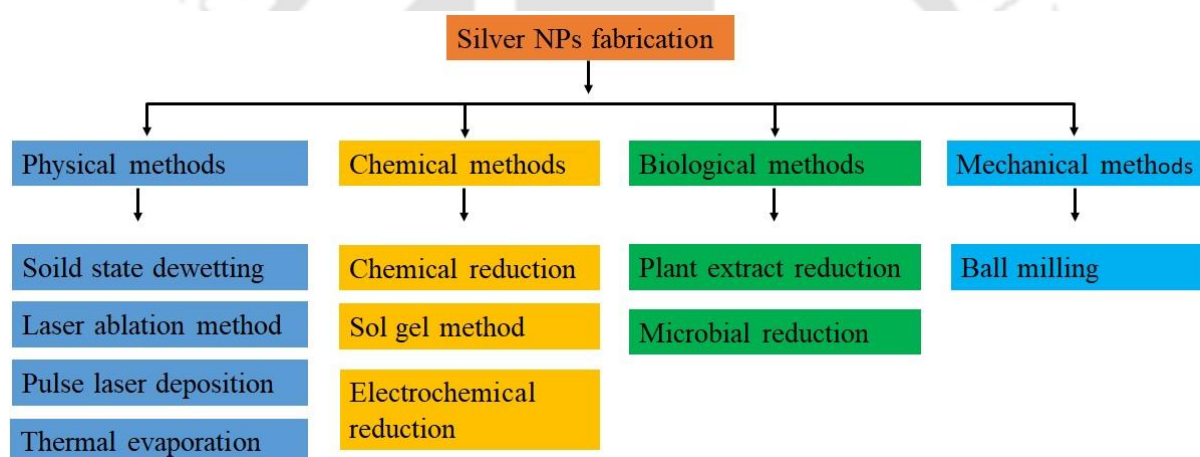 Silver NPs fabrication
Physical methods
Chemical methods
Biological methods
Mechanical methods
Soild state dewetting
Laser ablation method
Pulse laser deposition
Thermal evaporation
Chemical reduction
Sol gel method
Electrochemical
reduction
Plant extract reduction
Microbial reduction
Ball milling